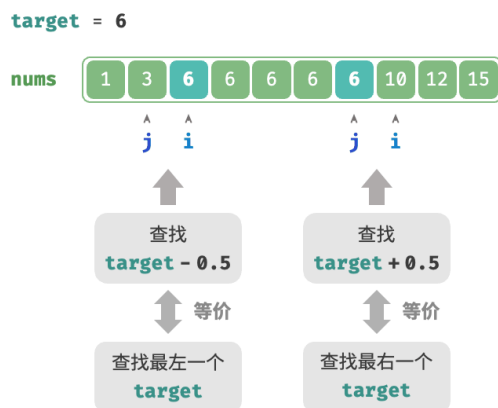 target = 6
nums 1 3 6 6 6 6 6 10 12 15
j i j i
查找 查找
target - 0.5 target + 0.5
等价 等价
查找最左一个 查找最右一个
target target